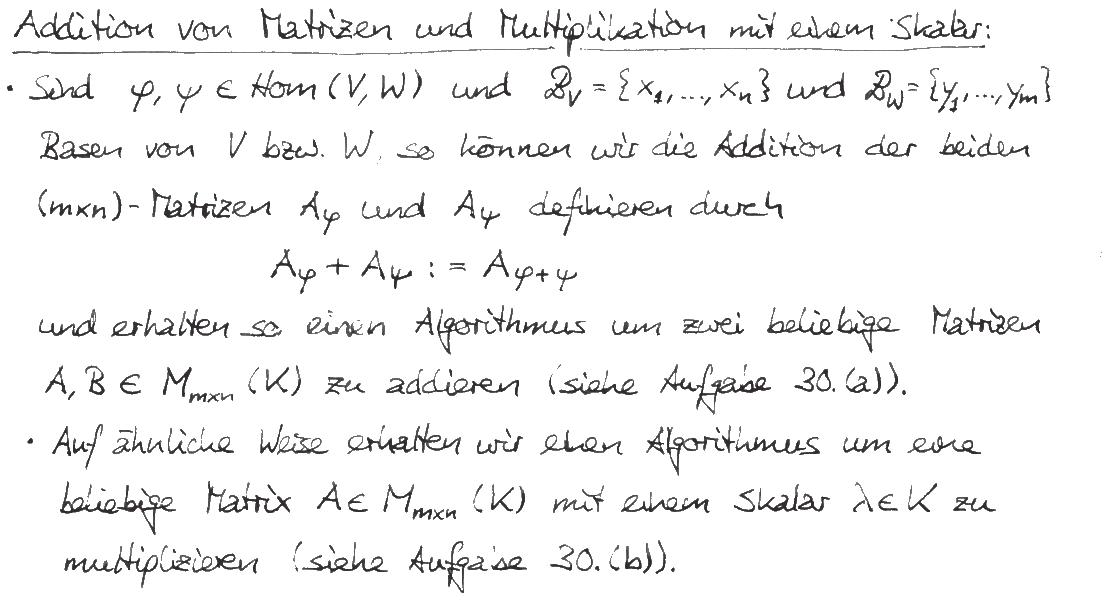 Addition von Matrizen und Multiplikation mit einem Skalar:
• Sind φ, ψ ∈ Hom (V, W) und B_V = {x_1, ..., x_n} und B_W = {y_1, ..., y_m}
Basen von V bzw. W, so können wir die Addition der beiden
(m×n)-Matrizen A_φ und A_ψ definieren durch
A_φ + A_ψ := A_{φ+ψ}
und erhalten so einen Algorithmus um zwei beliebige Matrizen
A, B ∈ M_{m×n} (K) zu addieren (siehe Aufgabe 30.(a)).
• Auf ähnliche Weise erhalten wir einen Algorithmus um eine
beliebige Matrix A ∈ M_{m×n} (K) mit einem Skalar λ ∈ K zu
multiplizieren (siehe Aufgabe 30.(b)).